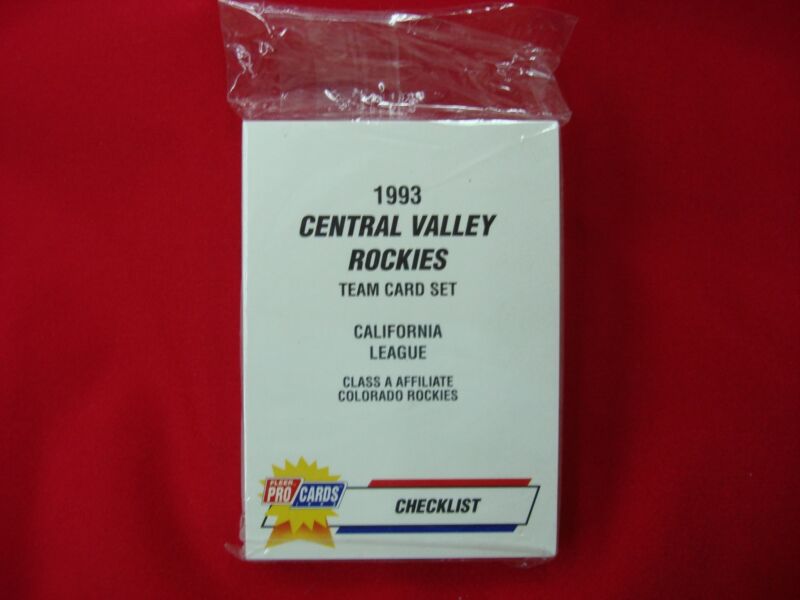 1993
CENTRAL VALLEY
ROCKIES
TEAM CARD SET
CALIFORNIA
LEAGUE
CLASS A AFFILIATE
COLORADO ROCKIES
FLEER
PRO CARDS
CHECKLIST